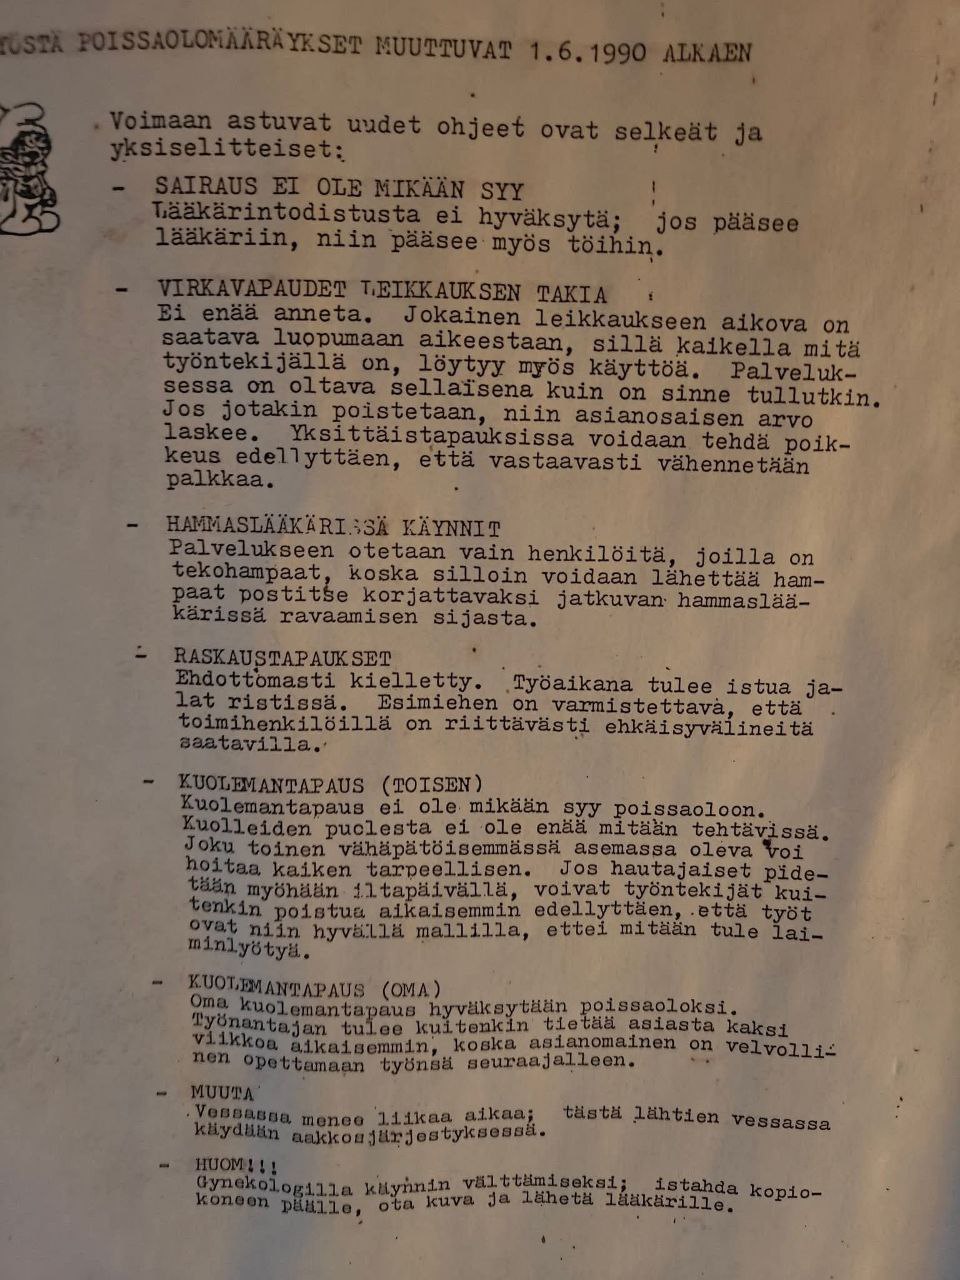 POISSAOLOMÄÄRÄYKSET MUUTTUVAT 1.6.1990 ALKAEN
Voimaan astuvat uudet ohjeet ovat selkeät ja
yksiselitteiset:
- SAIRAUS EI OLE MIKÄÄN SYY
Lääkärintodistusta ei hyväksytä; jos pääsee
lääkäriin, niin pääsee myös töihin.
- VIRKAVAPAUDET LEIKKAUKSEN TAKIA
Ei enää anneta. Jokainen leikkaukseen aikova on
saatava luopumaan aikeestaan, sillä kaikella mitä
työntekijällä on, löytyy myös käyttöä. Palveluk-
sessa on oltava sellaisena kuin on sinne tullutkin.
Jos jotakin poistetaan, niin asianosaisen arvo
laskee. Yksittäistapauksissa voidaan tehdä poik-
keus edellyttäen, että vastaavasti vähennetään
palkkaa.
- HAMMASLÄÄKÄRISSÄ KÄYNNIT
Palvelukseen otetaan vain henkilöitä, joilla on
tekohampaat, koska silloin voidaan lähettää ham-
paat postitse korjattavaksi jatkuvan hammaslää-
kärissä ravaamisen sijasta.
- RASKAUSTAPAUKSET
Ehdottomasti kielletty. Työaikana tulee istua ja-
lat ristissä. Esimiehen on varmistettava, että
toimihenkilöillä on riittävästi ehkäisyvälineitä
saatavilla.
- KUOLEMANTAPAUS (TOISEN)
Kuolemantapaus ei ole mikään syy poissaoloon.
Kuolleiden puolesta ei ole enää mitään tehtävissä.
Joku toinen vähäpätöisemmässä asemassa oleva voi
hoitaa kaiken tarpeellisen. Jos hautajaiset pide-
tään myöhään iltapäivällä, voivat työntekijät kui-
tenkin poistua aikaisemmin edellyttäen, että työt
ovat niin hyvällä mallilla, ettei mitään tule lai-
minlyötyä.
- KUOLEMANTAPAUS (OMA)
Oma kuolemantapaus hyväksytään poissaoloksi.
Työnantajan tulee kuitenkin tietää asiasta kaksi
viikkoa aikaisemmin, koska asianomainen on velvolli-
nen opettamaan työnsä seuraajalleen.
- MUUTA
Vessassa menee liikaa aikaa; tästä lähtien vessassa
käydään aakkosjärjestyksessä.
- HUOM!!!
Gynekologilla käynnin välttämiseksi; istahda kopio-
koneen päälle, ota kuva ja lähetä lääkärille.